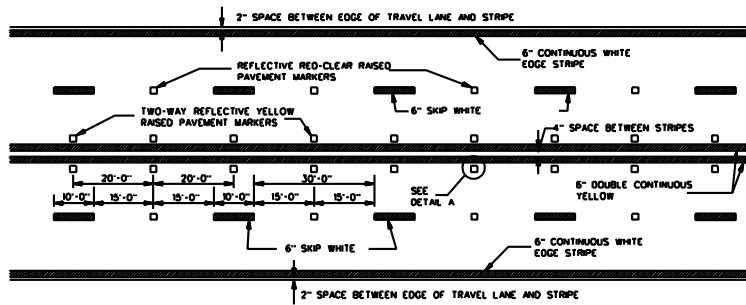 2" SPACE BETWEEN EDGE OF TRAVEL LANE AND STRIPE
6" CONTINUOUS WHITE
EDGE STRIPE
REFLECTIVE RED-CLEAR RAISED
PAVEMENT MARKERS
6" SKIP WHITE
TWO-WAY REFLECTIVE YELLOW
RAISED PAVEMENT MARKERS
4" SPACE BETWEEN STRIPES
20'-0" 20'-0" 30'-0"
10'-0" 15'-0" 15'-0" 10'-0" 15'-0" 15'-0"
SEE
DETAIL A
6" DOUBLE CONTINUOUS
YELLOW
6" SKIP WHITE
6" CONTINUOUS WHITE
EDGE STRIPE
2" SPACE BETWEEN EDGE OF TRAVEL LANE AND STRIPE